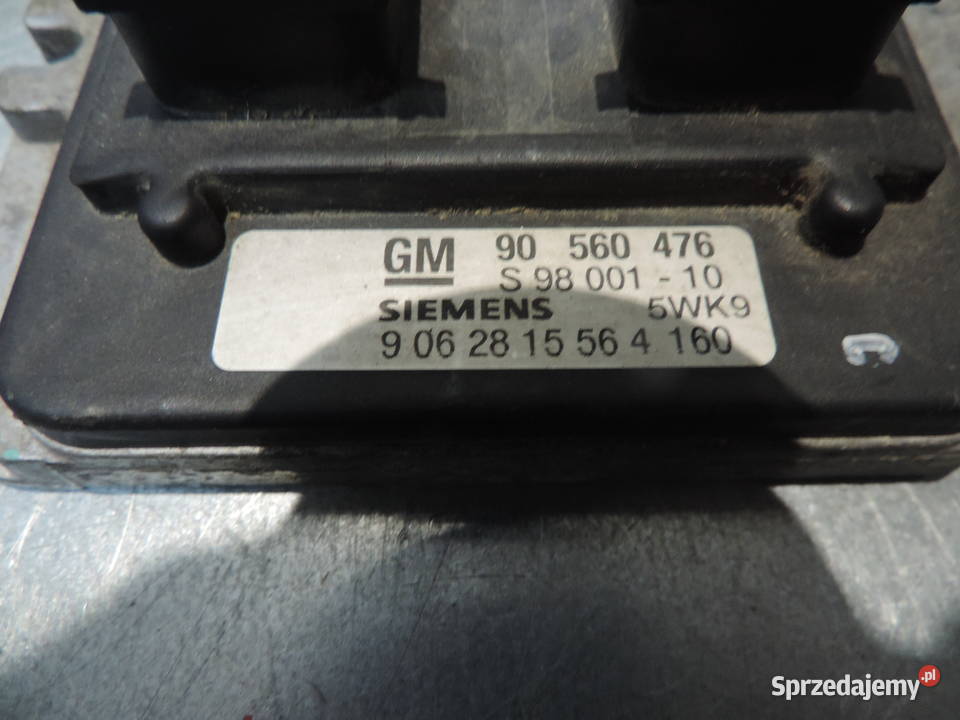 GM 90 560 476
S 98 001 - 10
SIEMENS 5WK9
9 06 28 15 56 4 160
C
Sprzedajemy.pl